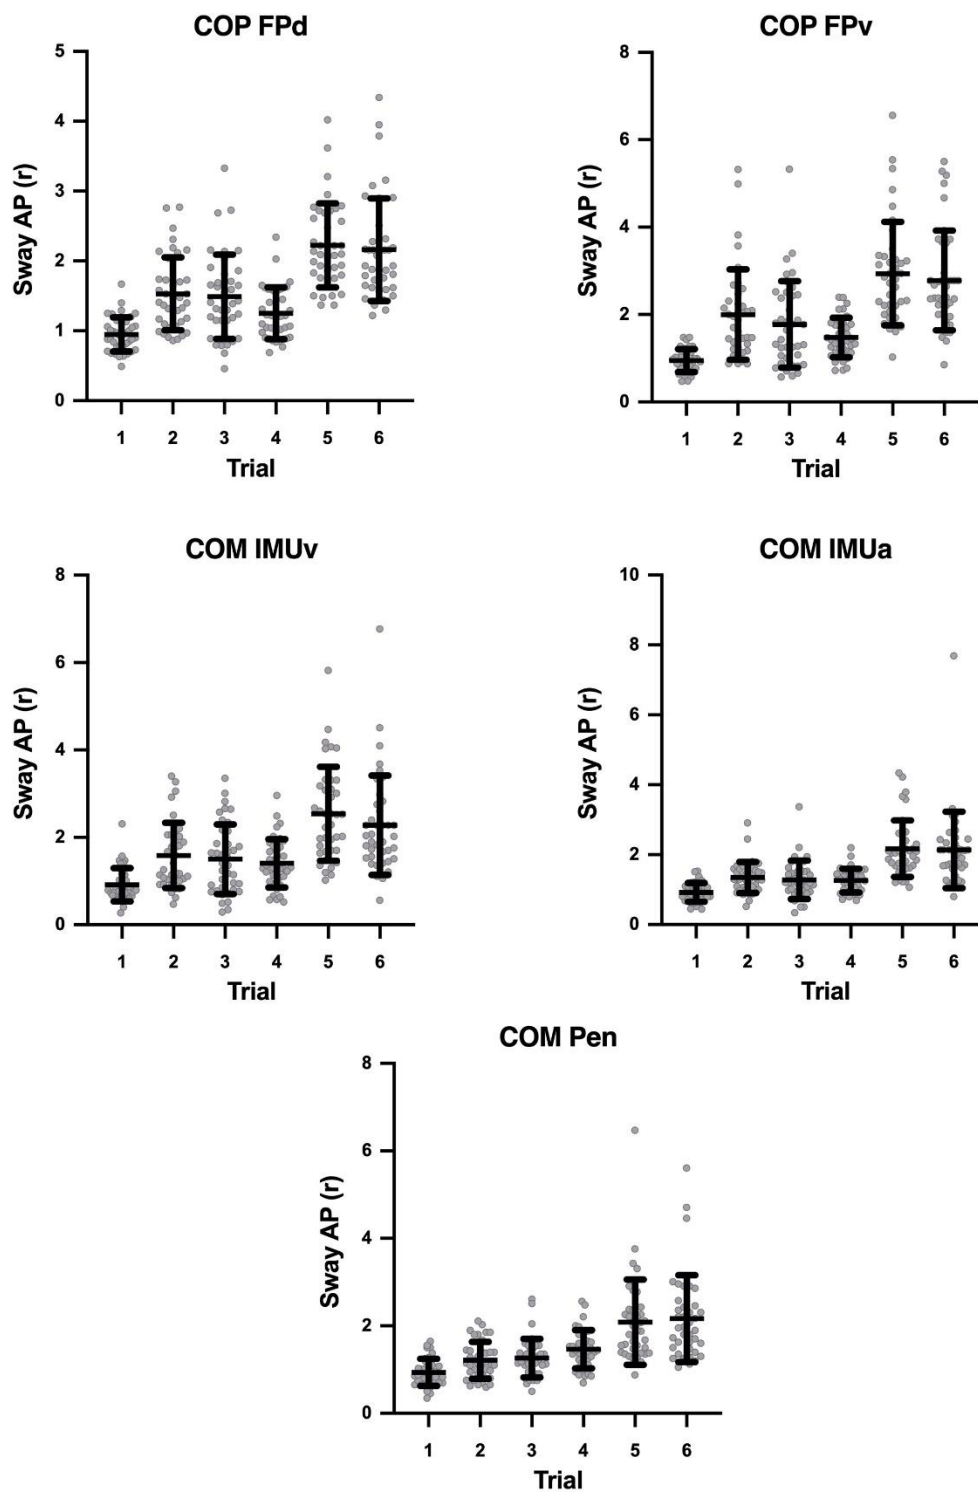 COP FPd
5
4
3
2
1
0
Sway AP (r)
1 2 3 4 5 6
Trial
COP FPv
8
6
4
2
0
Sway AP (r)
1 2 3 4 5 6
Trial
COM IMUv
8
6
4
2
0
Sway AP (r)
1 2 3 4 5 6
Trial
COM IMUa
10
8
6
4
2
0
Sway AP (r)
1 2 3 4 5 6
Trial
COM Pen
8
6
4
2
0
Sway AP (r)
1 2 3 4 5 6
Trial